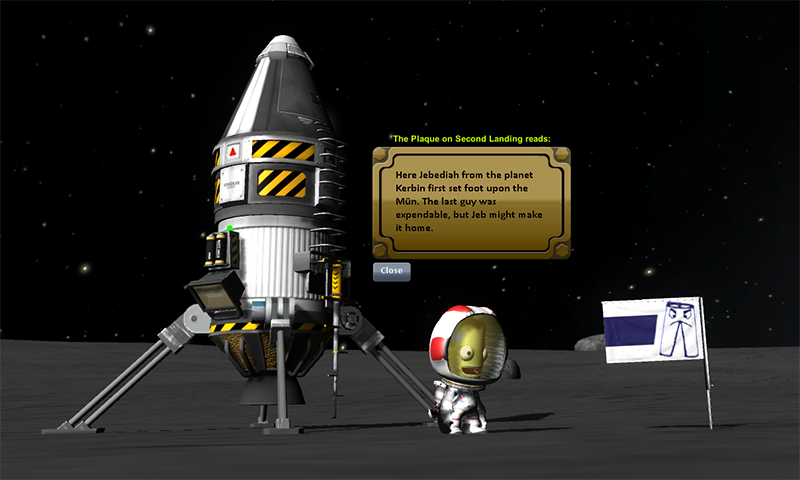 The Plaque on Second Landing reads:
Here Jebediah from the planet
Kerbin first set foot upon the
Mün. The last guy was
expendable, but Jeb might make
it home.
Close